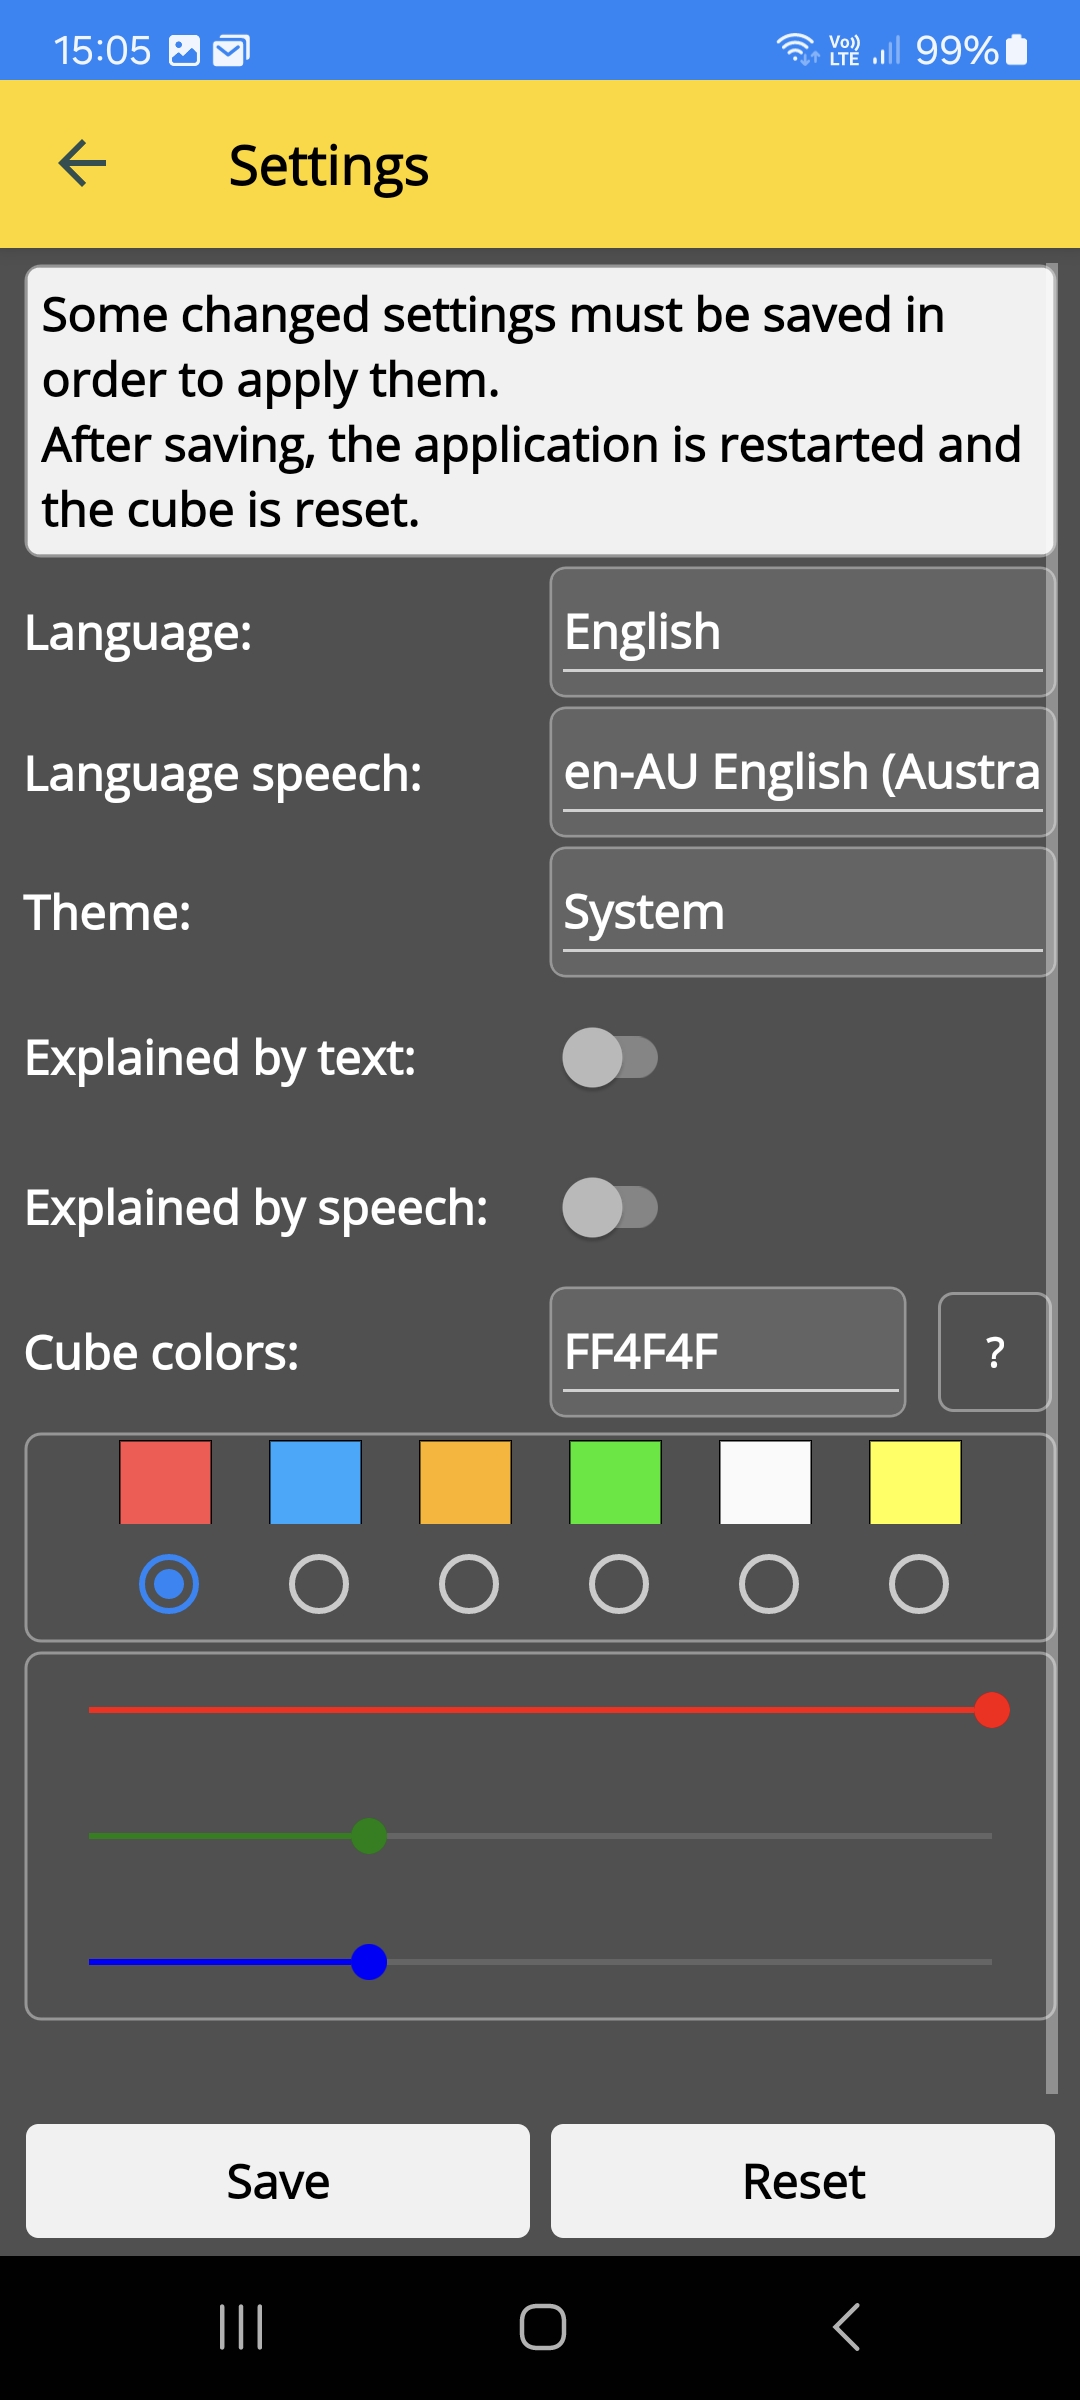 15:05
Vo)) LTE 99%
Settings
Some changed settings must be saved in
order to apply them.
After saving, the application is restarted and
the cube is reset.
Language: English
Language speech: en-AU English (Austra
Theme: System
Explained by text:
Explained by speech:
Cube colors: FF4F4F ?
Save Reset